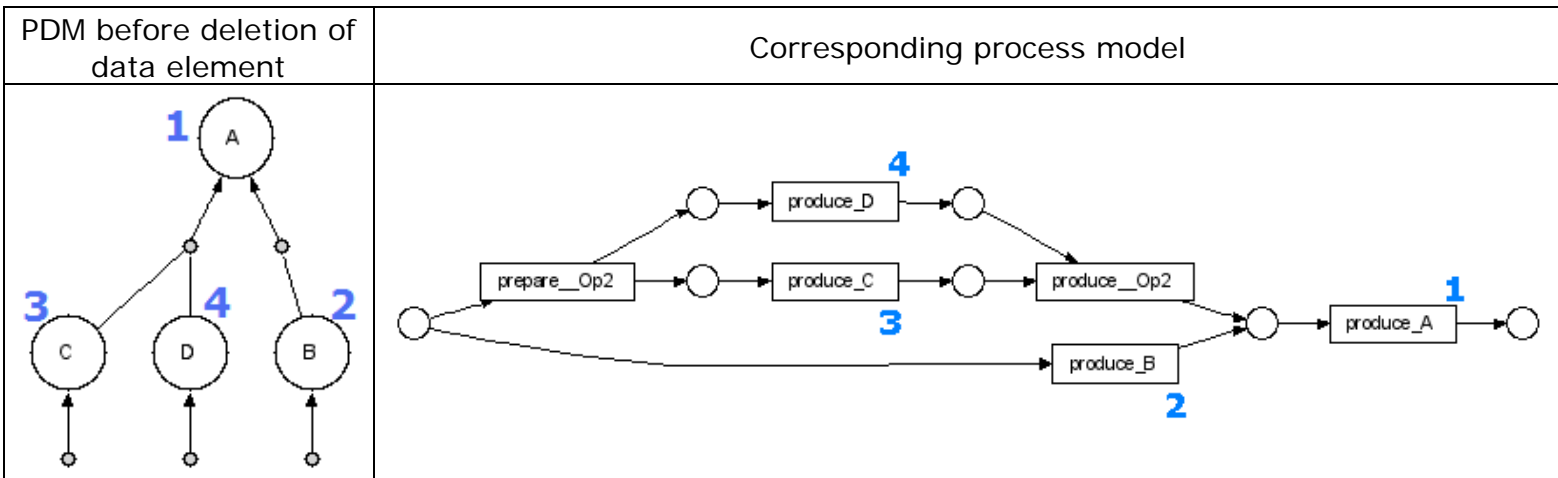 PDM before deletion of
data element
Corresponding process model
1
A
3
4
2
C
D
B
4
produce_D
prepare__Op2
produce_C
produce__Op2
3
1
produce_A
produce_B
2